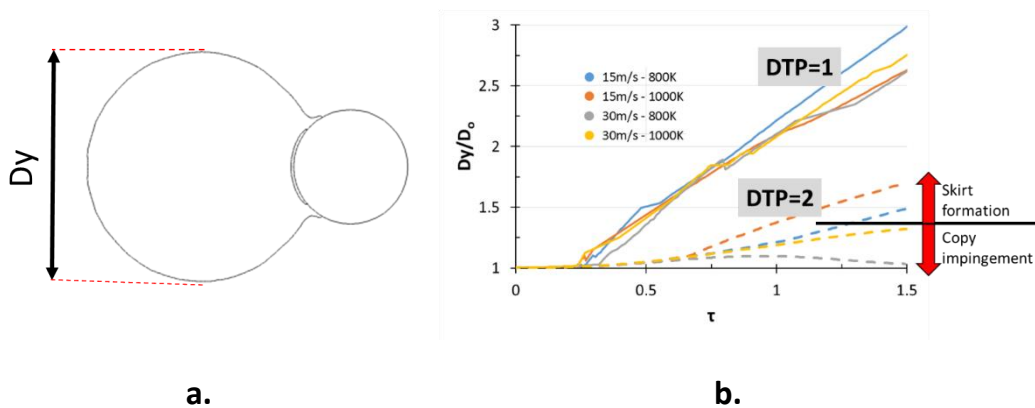 Dy
a.
Dy/Dₒ
3
2.5
2
1.5
1
0
0.5
1
1.5
τ
15m/s - 800K
15m/s - 1000K
30m/s - 800K
30m/s - 1000K
DTP=1
DTP=2
Skirt
formation
Copy
impingement
b.